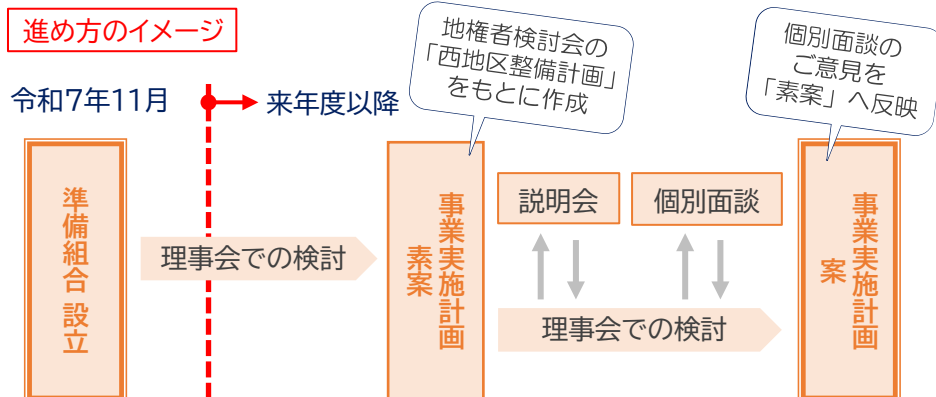 進め方のイメージ
令和7年11月
来年度以降
地権者検討会の
「西地区整備計画」
をもとに作成
個別面談の
ご意見を
「素案」へ反映
準備組合 設立
理事会での検討
事業実施計画
素案
説明会
個別面談
理事会での検討
事業実施計画
案